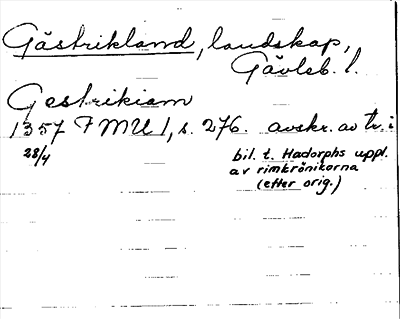 Gästrikland, landskap,
Gävleb. l.
Gestrikiam
1357 FMU 1, s. 276. avskr. av tr. i
28/4
bil. t. Hadorphs uppl.
av rimkrönikorna
(efter orig.)